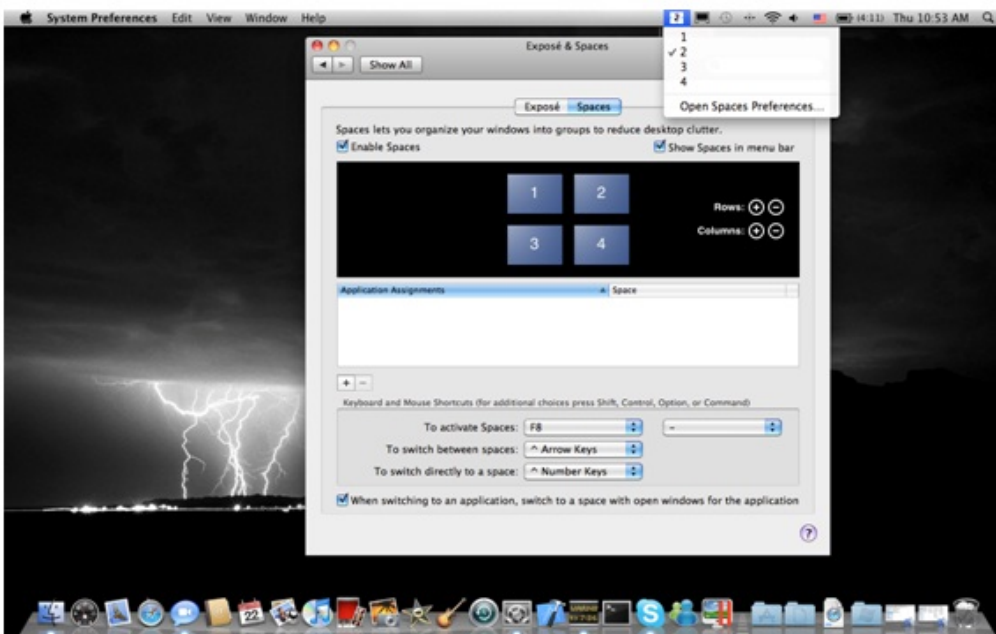 System Preferences Edit View Window Help 2 (4:11) Thu 10:53 AM
1
✓ 2
3
4
Open Spaces Preferences...
Exposé & Spaces
Show All
Exposé Spaces
Spaces lets you organize your windows into groups to reduce desktop clutter.
Enable Spaces Show Spaces in menu bar
1 2
Rows:
Columns:
3 4
Application Assignments Space
Keyboard and Mouse Shortcuts (for additional choices press Shift, Control, Option, or Command)
To activate Spaces: F8 -
To switch between spaces: ^ Arrow Keys
To switch directly to a space: ^ Number Keys
When switching to an application, switch to a space with open windows for the application
?
22
S